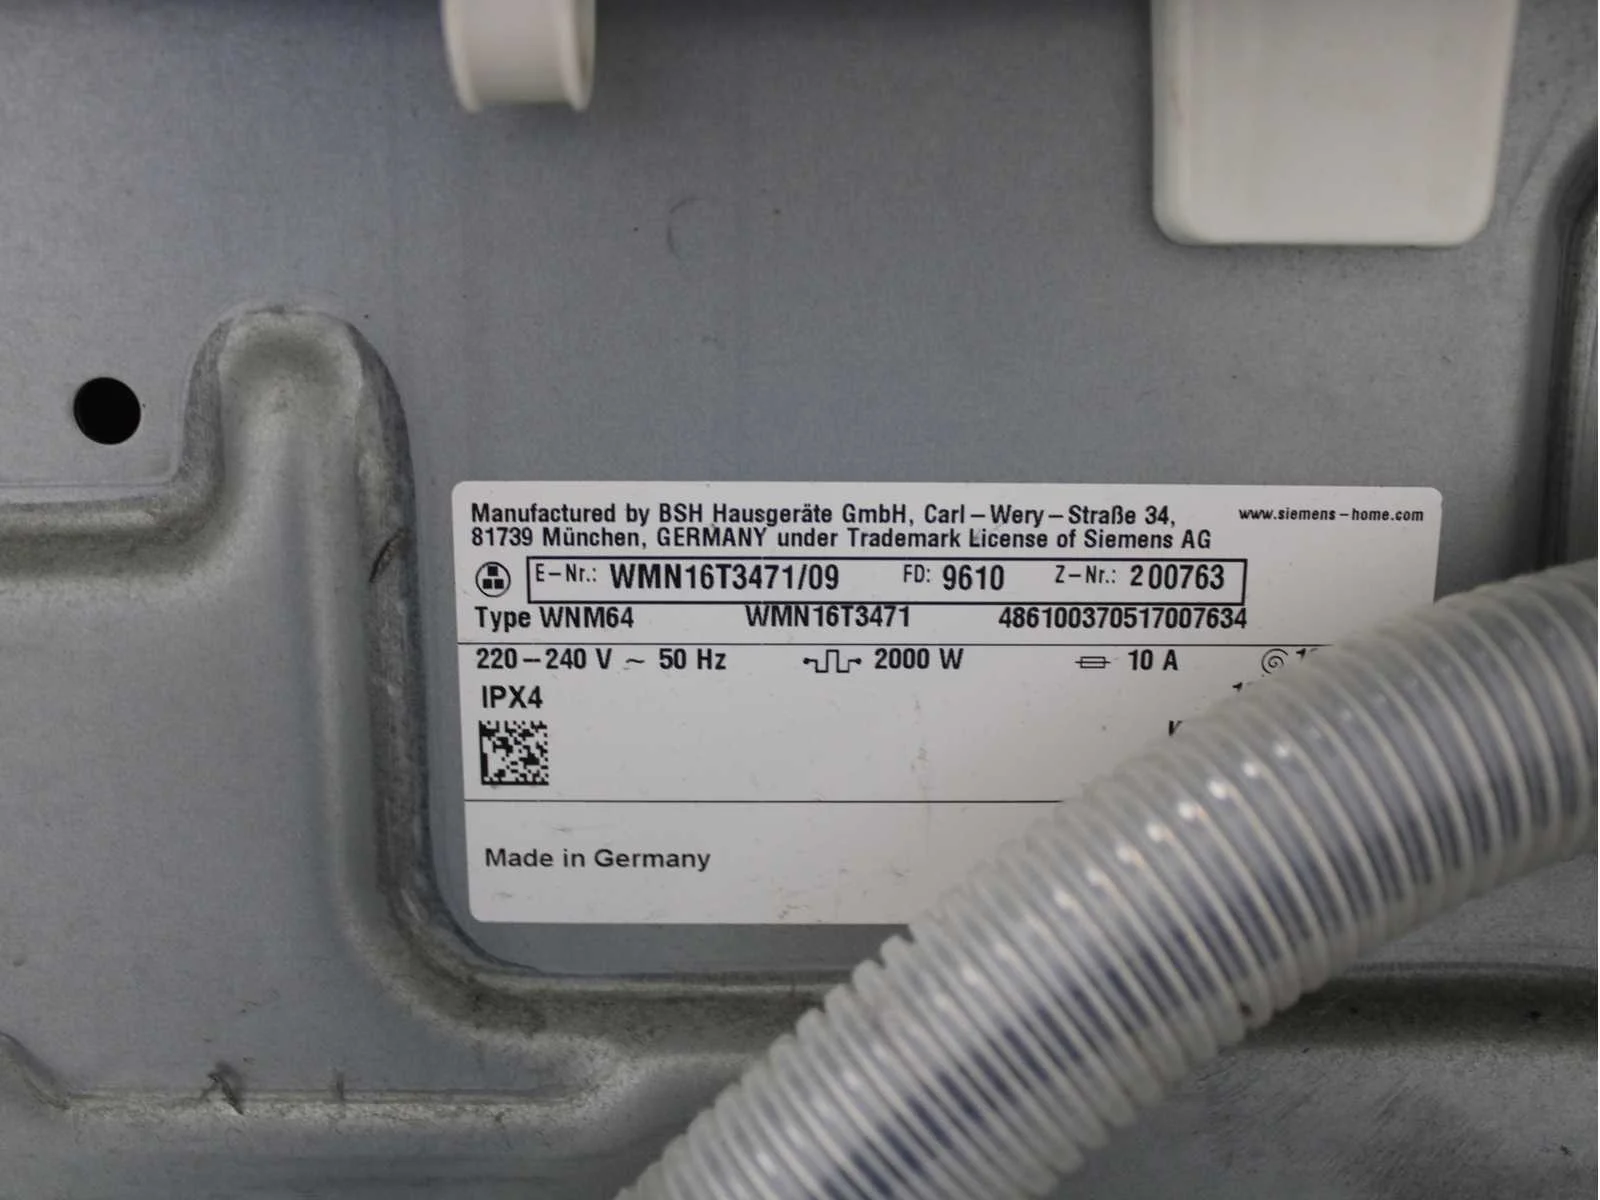 Manufactured by BSH Hausgeräte GmbH, Carl-Wery-Straße 34,
www.siemens-home.com
81739 München, GERMANY under Trademark License of Siemens AG
E-Nr.: WMN16T3471/09 FD: 9610 Z-Nr.: 200763
Type WNM64 WMN16T3471 486100370517007634
220-240 V ~ 50 Hz 2000 W 10 A
IPX4
Made in Germany